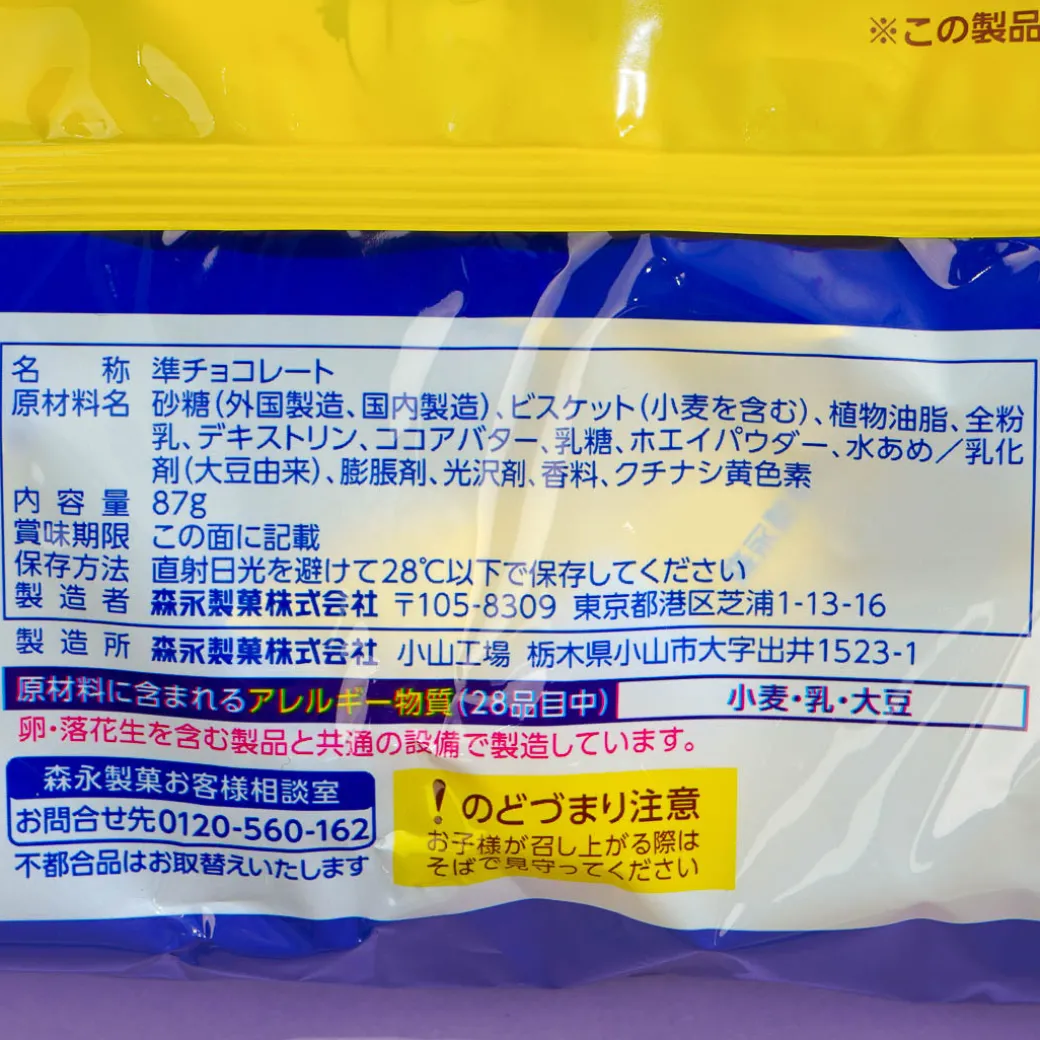 ※この製品
名称 準チョコレート
原材料名 砂糖（外国製造、国内製造）、ビスケット（小麦を含む）、植物油脂、全粉
乳、デキストリン、ココアバター、乳糖、ホエイパウダー、水あめ／乳化
剤（大豆由来）、膨脹剤、光沢剤、香料、クチナシ黄色素
内容量 87g
賞味期限 この面に記載
保存方法 直射日光を避けて28℃以下で保存してください
製造者 森永製菓株式会社 〒105-8309 東京都港区芝浦1-13-16
製造所 森永製菓株式会社 小山工場 栃木県小山市大字出井1523-1
原材料に含まれるアレルギー物質（28品目中） 小麦・乳・大豆
卵・落花生を含む製品と共通の設備で製造しています。
森永製菓お客様相談室
お問合せ先0120-560-162
不都合品はお取替えいたします
！のどづまり注意
お子様が召し上がる際は
そばで見守ってください